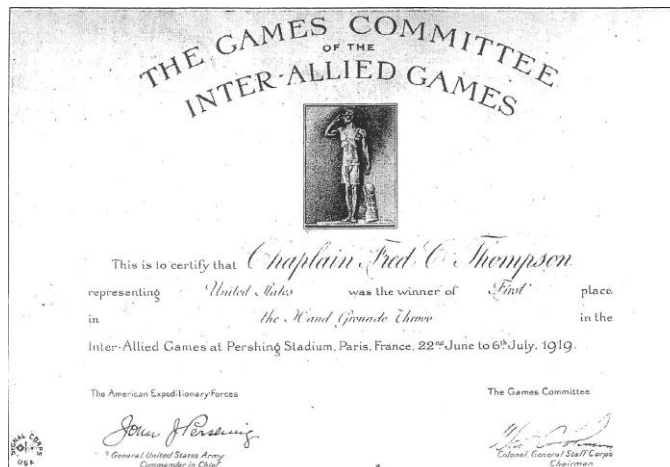 THE GAMES COMMITTEE
OF THE
INTER-ALLIED GAMES
This is to certify that Chaplain Fred C Thompson
representing United States was the winner of First place
in the Hand Grenade Throw in the
Inter-Allied Games at Pershing Stadium, Paris, France, 22nd June to 6th July, 1919.
The American Expeditionary Forces The Games Committee
John J Pershing
General United States Army Colonel, General Staff Corps
Commander in Chief Chairman
SIGNAL CORPS
USA